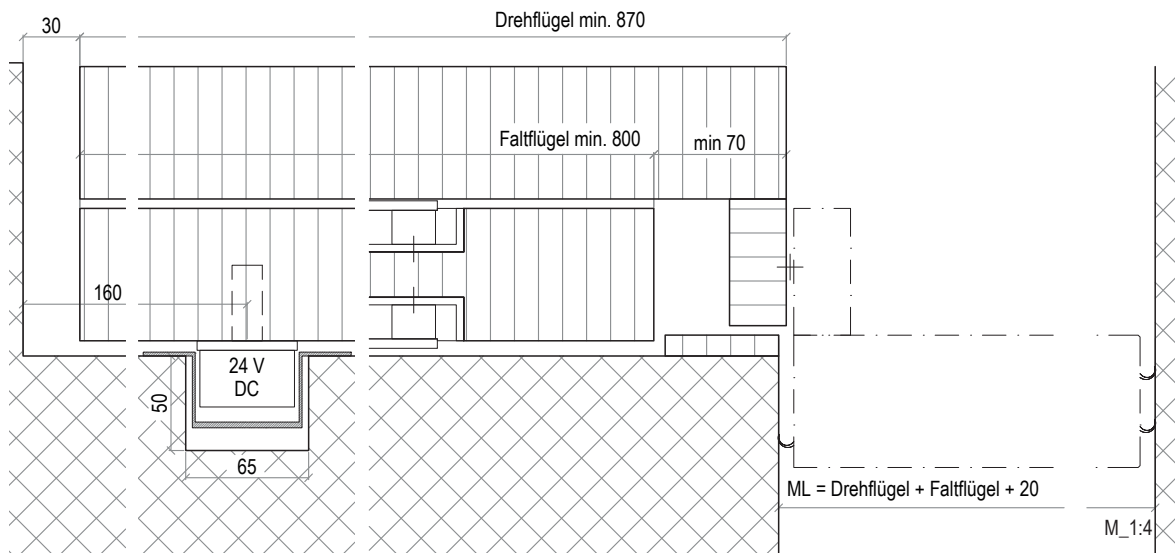 Drehflügel min. 870
30
Faltflügel min. 800
min 70
160
24 V
DC
50
65
ML = Drehflügel + Faltflügel + 20
M_1:4